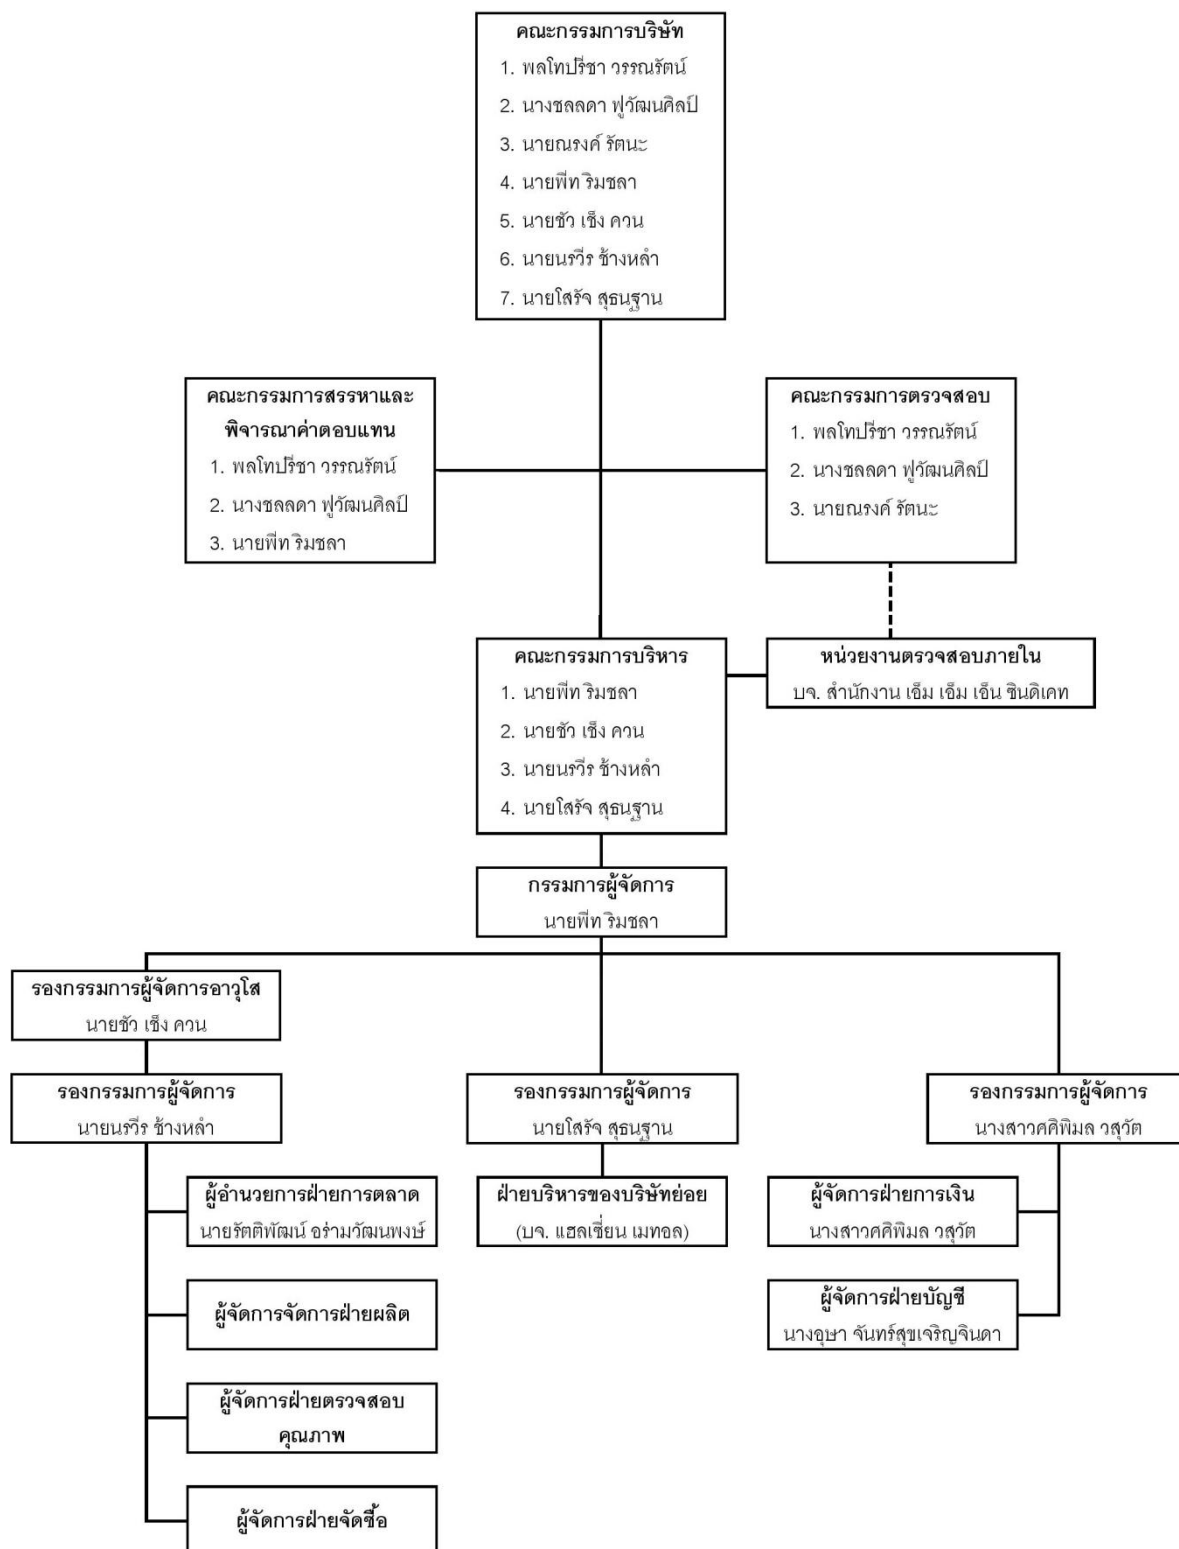 คณะกรรมการบริษัท
1. พลโทปรีชา วรรณรัตน์
2. นางชลลดา ฟูวัฒนศิลป์
3. นายณรงค์ รัตนะ
4. นายพีท ริมชลา
5. นายชัว เช็ง ควน
6. นายนรวีร ช้างหลำ
7. นายโสรัจ สุธนฐาน
คณะกรรมการสรรหาและ
พิจารณาค่าตอบแทน
1. พลโทปรีชา วรรณรัตน์
2. นางชลลดา ฟูวัฒนศิลป์
3. นายพีท ริมชลา
คณะกรรมการตรวจสอบ
1. พลโทปรีชา วรรณรัตน์
2. นางชลลดา ฟูวัฒนศิลป์
3. นายณรงค์ รัตนะ
คณะกรรมการบริหาร
1. นายพีท ริมชลา
2. นายชัว เช็ง ควน
3. นายนรวีร ช้างหลำ
4. นายโสรัจ สุธนฐาน
หน่วยงานตรวจสอบภายใน
บจ. สำนักงาน เอ็ม เอ็ม เอ็น ซินดิเคท
กรรมการผู้จัดการ
นายพีท ริมชลา
รองกรรมการผู้จัดการอาวุโส
นายชัว เช็ง ควน
รองกรรมการผู้จัดการ
นายนรวีร ช้างหลำ
รองกรรมการผู้จัดการ
นายโสรัจ สุธนฐาน
รองกรรมการผู้จัดการ
นางสาวศศิพิมล วสุวัต
ผู้อำนวยการฝ่ายการตลาด
นายรัตติพัฒน์ อร่ามวัฒนพงษ์
ฝ่ายบริหารของบริษัทย่อย
(บจ. แฮลเซี่ยน เมทอล)
ผู้จัดการฝ่ายการเงิน
นางสาวศศิพิมล วสุวัต
ผู้จัดการจัดการฝ่ายผลิต
ผู้จัดการฝ่ายบัญชี
นางอุษา จันทร์สุขเจริญจินดา
ผู้จัดการฝ่ายตรวจสอบ
คุณภาพ
ผู้จัดการฝ่ายจัดซื้อ